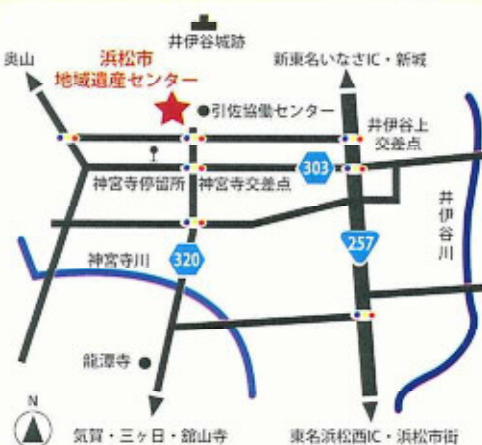 井伊谷城跡
奥山
浜松市
地域遺産センター
新東名いなさIC・新城
引佐協働センター
井伊谷上
交差点
303
神宮寺停留所
神宮寺交差点
井伊谷川
257
神宮寺川
320
龍潭寺
N
気賀・三ヶ日・舘山寺
東名浜松西IC・浜松市街